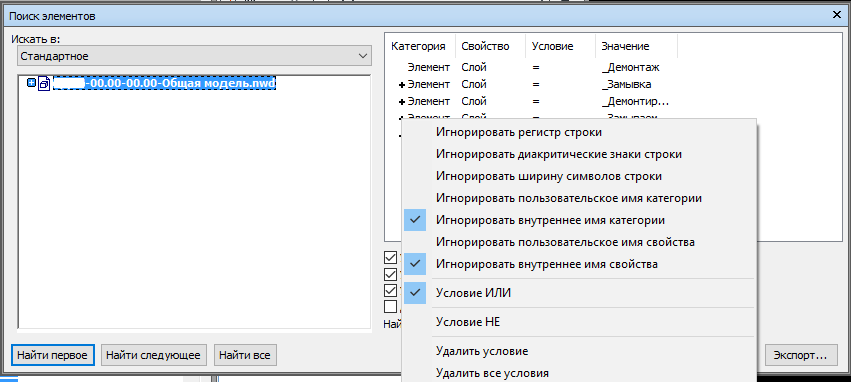 Поиск элементов
Искать в:
Стандартное
-00.00-00.00-Общая модель.nwd
Категория Свойство Условие Значение
Элемент Слой = _Демонтаж
+ Элемент Слой = _Замывка
+ Элемент Слой = _Демонтир...
Элемент Слой = _Замываем
Игнорировать регистр строки
Игнорировать диакритические знаки строки
Игнорировать ширину символов строки
Игнорировать пользовательское имя категории
Игнорировать внутреннее имя категории
Игнорировать пользовательское имя свойства
Игнорировать внутреннее имя свойства
Условие ИЛИ
Най
Условие НЕ
Удалить условие
Удалить все условия
Найти первое Найти следующее Найти все Экспорт...